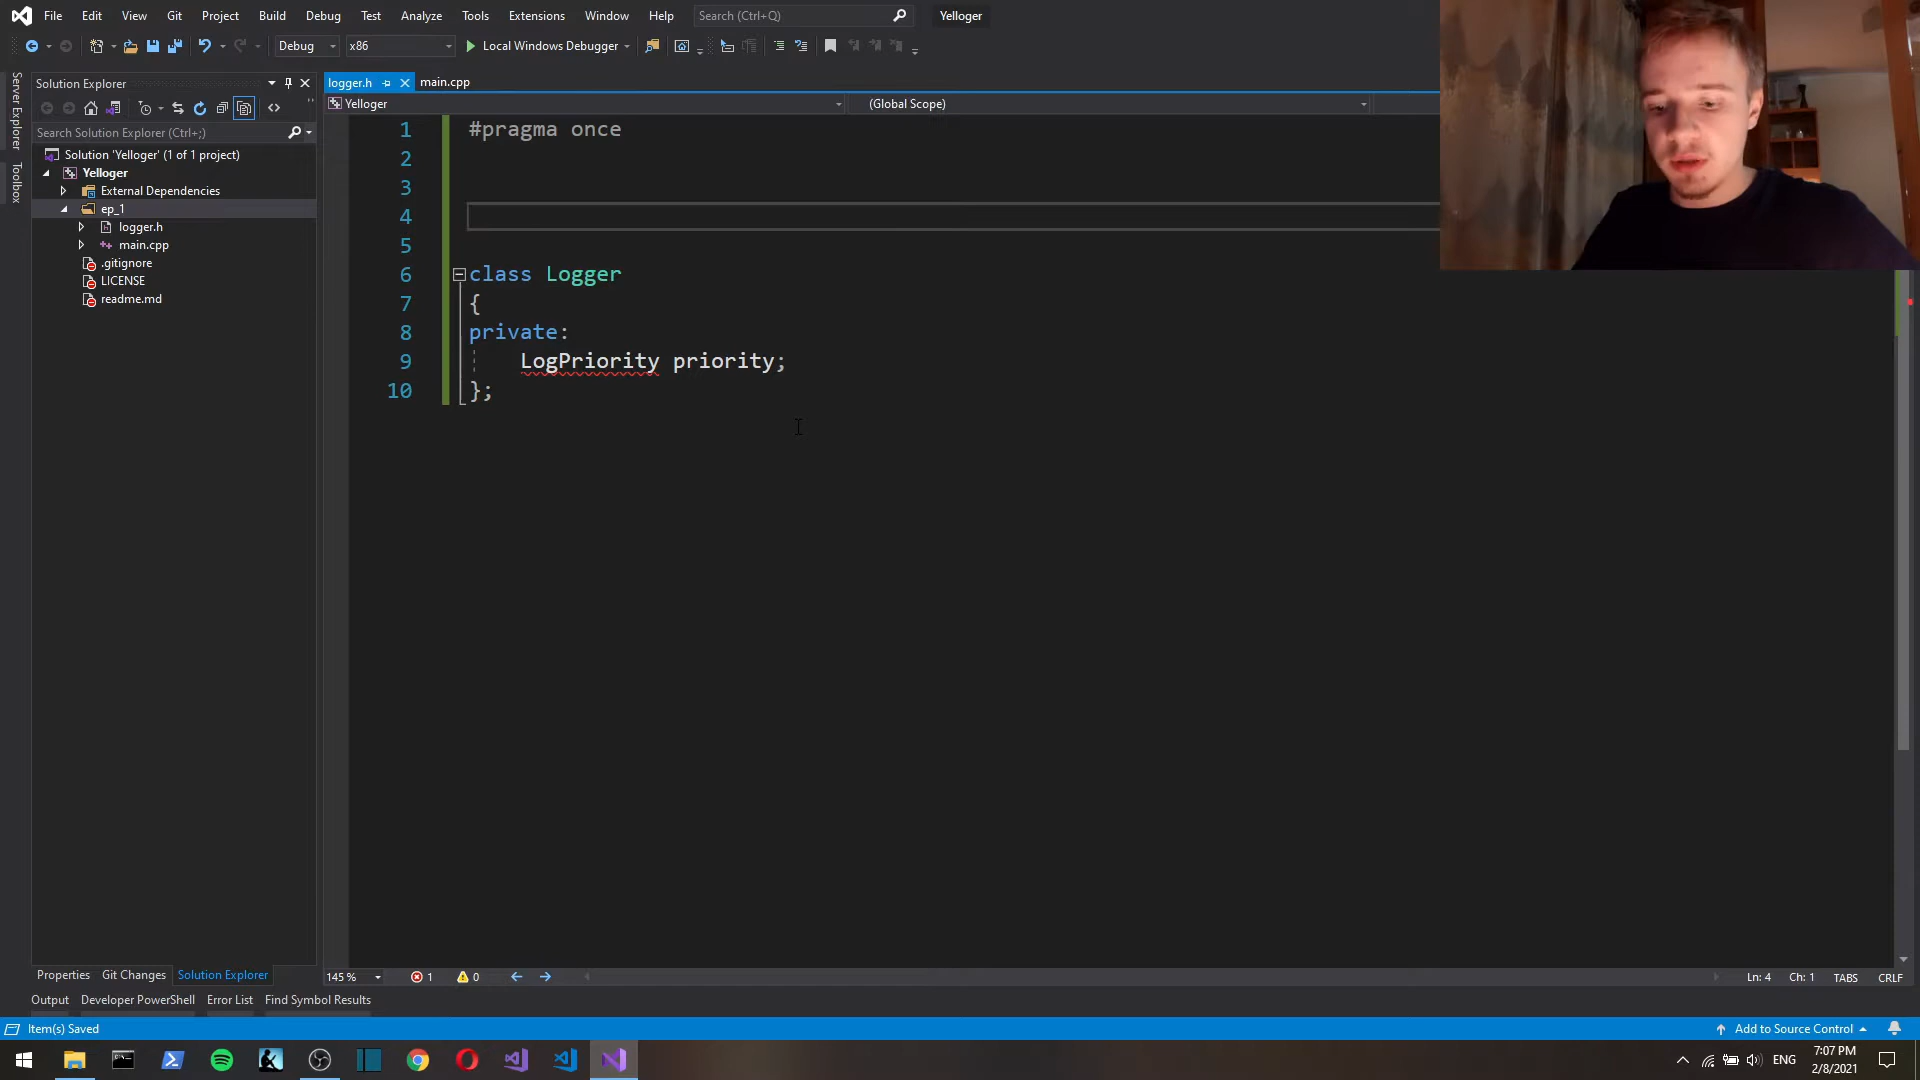 File Edit View Git Project Build Debug Test Analyze Tools Extensions Window Help Search (Ctrl+Q) Yelloger
Debug x86 Local Windows Debugger
Server Explorer
Toolbox
Solution Explorer
Search Solution Explorer (Ctrl+;)
Solution 'Yelloger' (1 of 1 project)
Yelloger
External Dependencies
ep_1
logger.h
main.cpp
.gitignore
LICENSE
readme.md
logger.h main.cpp
Yelloger (Global Scope)
1 #pragma once
2
3
4
5
6 class Logger
7 {
8 private:
9 LogPriority priority;
10 };
145 % 1 0 Ln: 4 Ch: 1 TABS CRLF
Properties Git Changes Solution Explorer
Output Developer PowerShell Error List Find Symbol Results
Item(s) Saved Add to Source Control
ENG 7:07 PM
2/8/2021